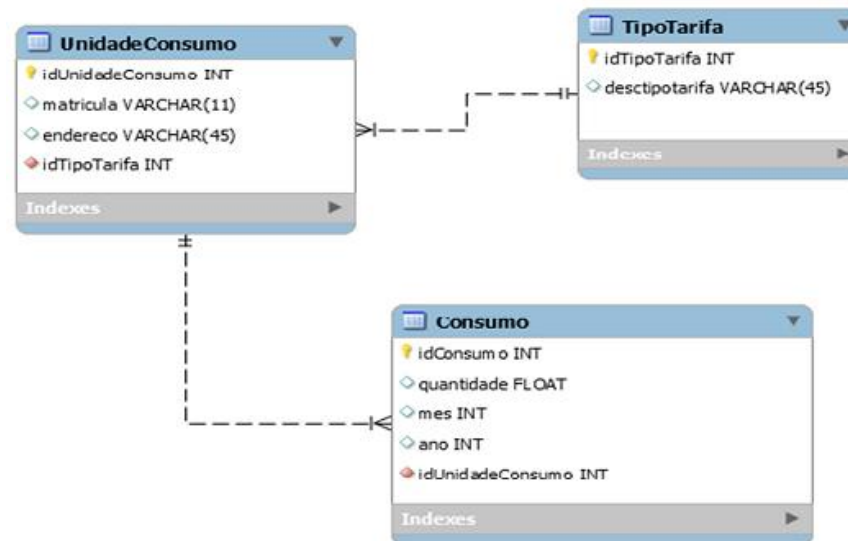 UnidadeConsumo
idUnidadeConsumo INT
matricula VARCHAR(11)
endereco VARCHAR(45)
idTipoTarifa INT
Indexes
TipoTarifa
idTipoTarifa INT
desctipotarifa VARCHAR(45)
Indexes
Consumo
idConsumo INT
quantidade FLOAT
mes INT
ano INT
idUnidadeConsumo INT
Indexes